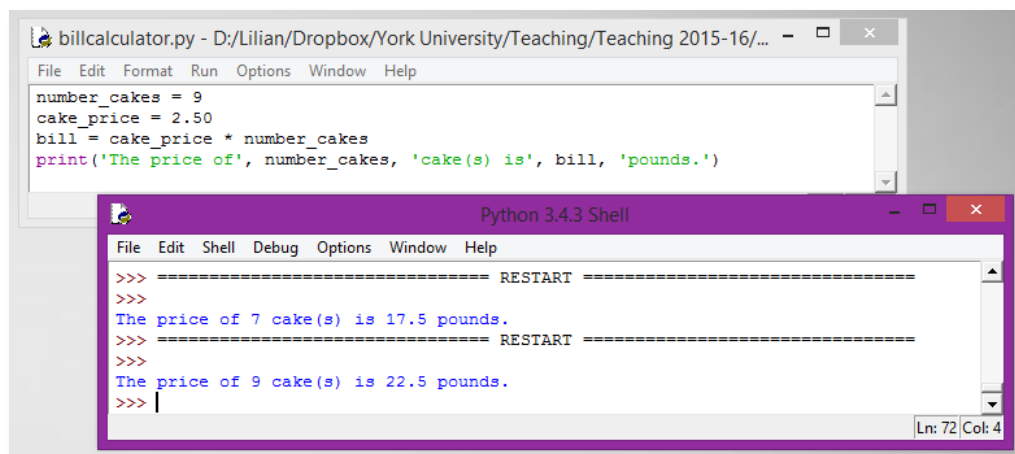 billcalculator.py - D:/Lilian/Dropbox/York University/Teaching/Teaching 2015-16/...
File Edit Format Run Options Window Help
number_cakes = 9
cake_price = 2.50
bill = cake_price * number_cakes
print('The price of', number_cakes, 'cake(s) is', bill, 'pounds.')
Python 3.4.3 Shell
File Edit Shell Debug Options Window Help
>>> ================================ RESTART ================================
>>>
The price of 7 cake(s) is 17.5 pounds.
>>> ================================ RESTART ================================
>>>
The price of 9 cake(s) is 22.5 pounds.
>>>
Ln: 72 Col: 4